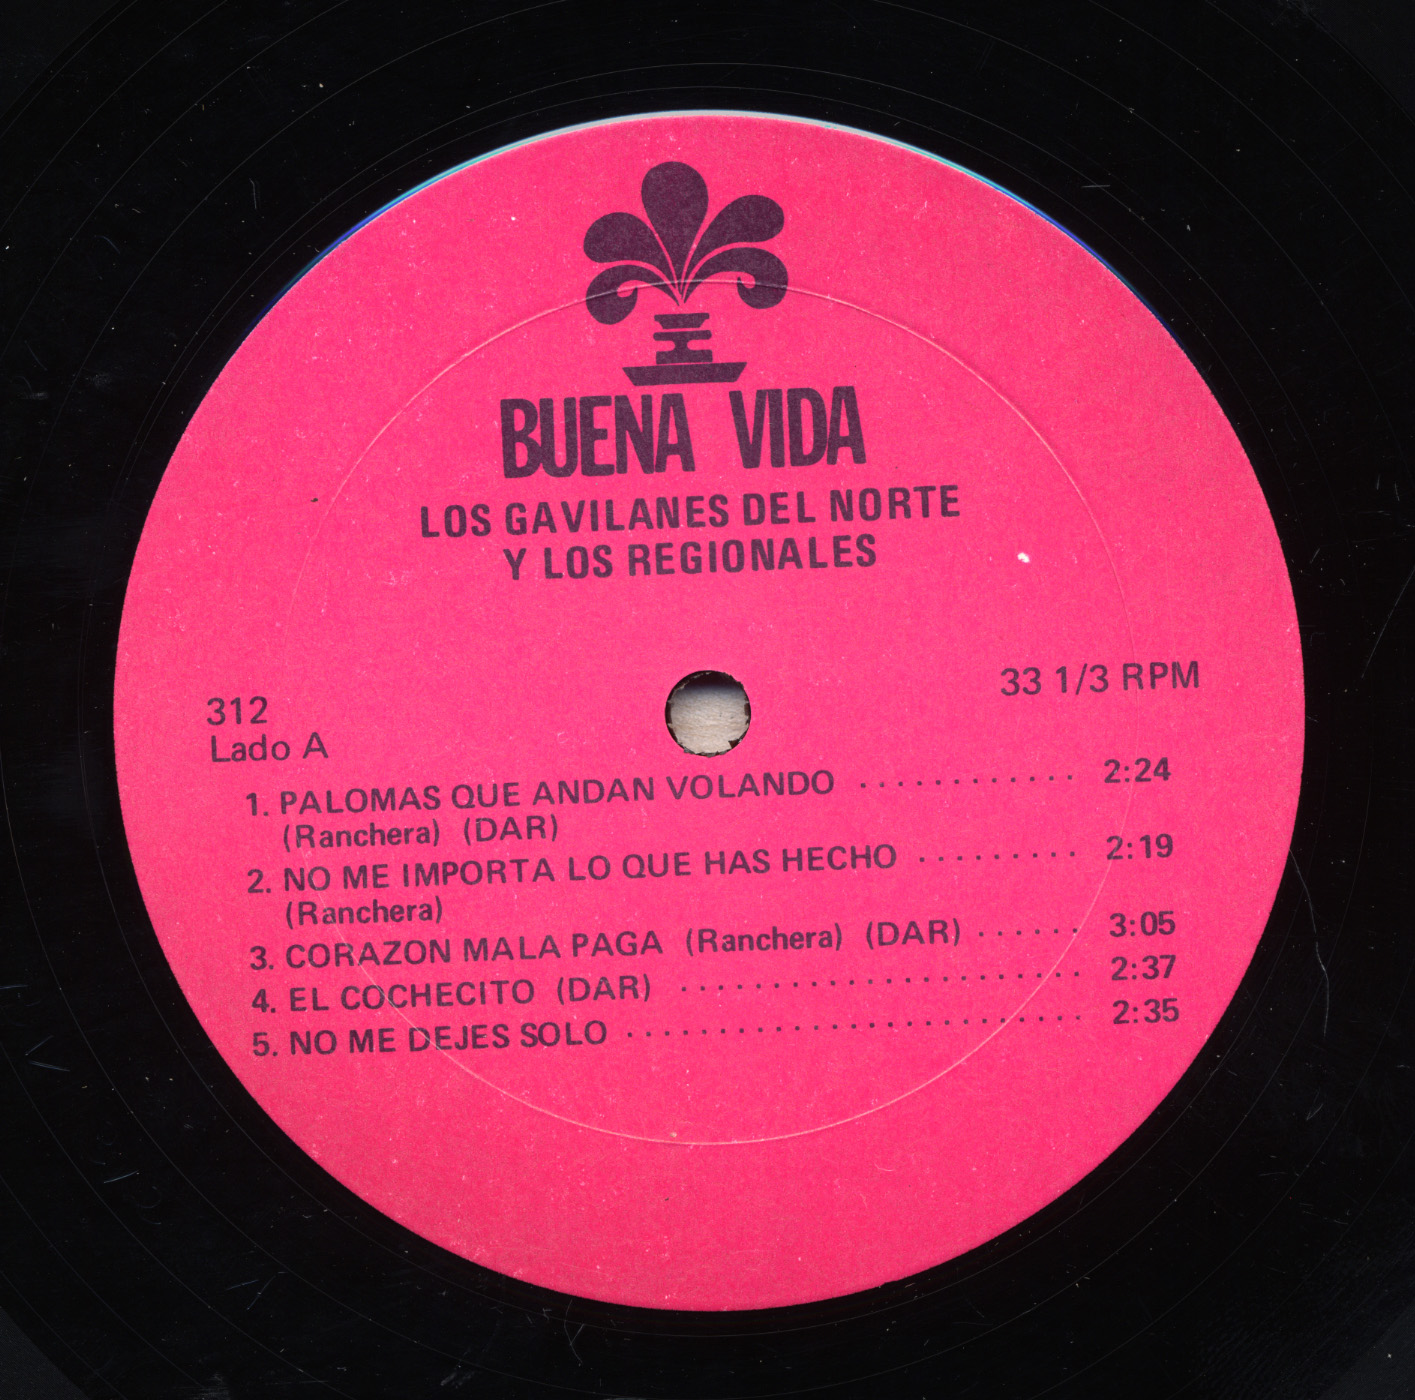 BUENA VIDA
LOS GAVILANES DEL NORTE
Y LOS REGIONALES
33 1/3 RPM
312
Lado A
1. PALOMAS QUE ANDAN VOLANDO ............ 2:24
(Ranchera) (DAR)
2. NO ME IMPORTA LO QUE HAS HECHO ......... 2:19
(Ranchera)
3. CORAZON MALA PAGA (Ranchera) (DAR) ...... 3:05
4. EL COCHECITO (DAR) ...................... 2:37
5. NO ME DEJES SOLO ......................... 2:35